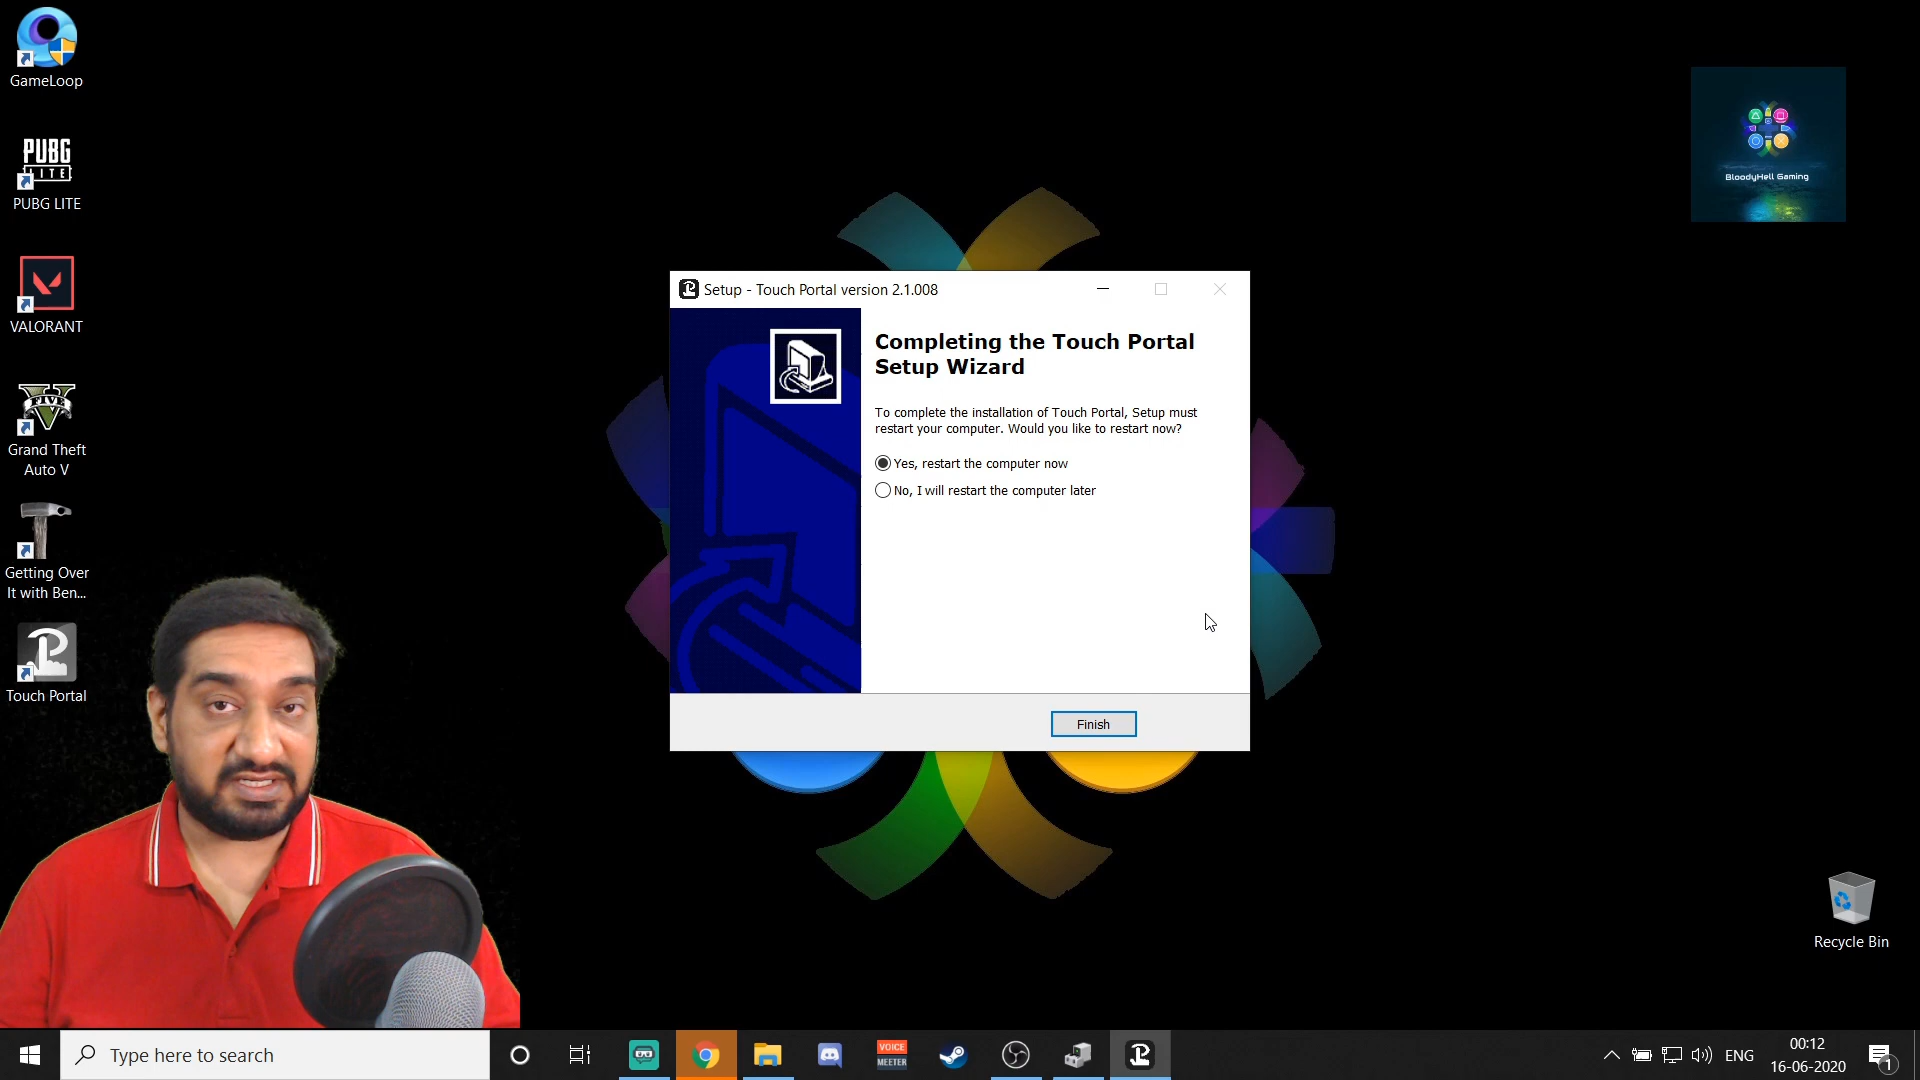 GameLoop
PUBG
LITE
PUBG LITE
VALORANT
FIVE
Grand Theft
Auto V
Getting Over
It with Ben...
Touch Portal
BloodyHell Gaming
Setup - Touch Portal version 2.1.008
Completing the Touch Portal
Setup Wizard
To complete the installation of Touch Portal, Setup must
restart your computer. Would you like to restart now?
Yes, restart the computer now
No, I will restart the computer later
Finish
Recycle Bin
Type here to search
VOICE
MEETER
ENG
00:12
16-06-2020
1